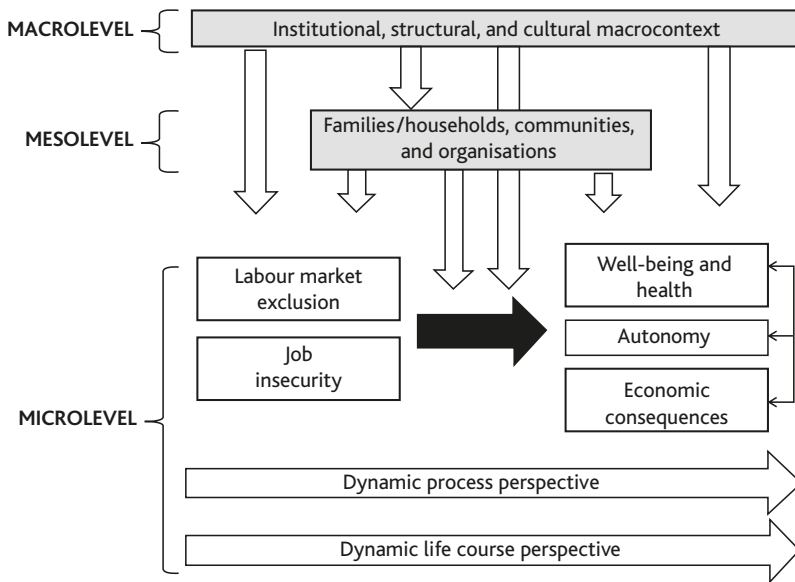 MACROLEVEL
Institutional, structural, and cultural macrocontext
MESOLEVEL
Families/households, communities,
and organisations
MICROLEVEL
Labour market
exclusion
Job
insecurity
Well-being and
health
Autonomy
Economic
consequences
Dynamic process perspective
Dynamic life course perspective